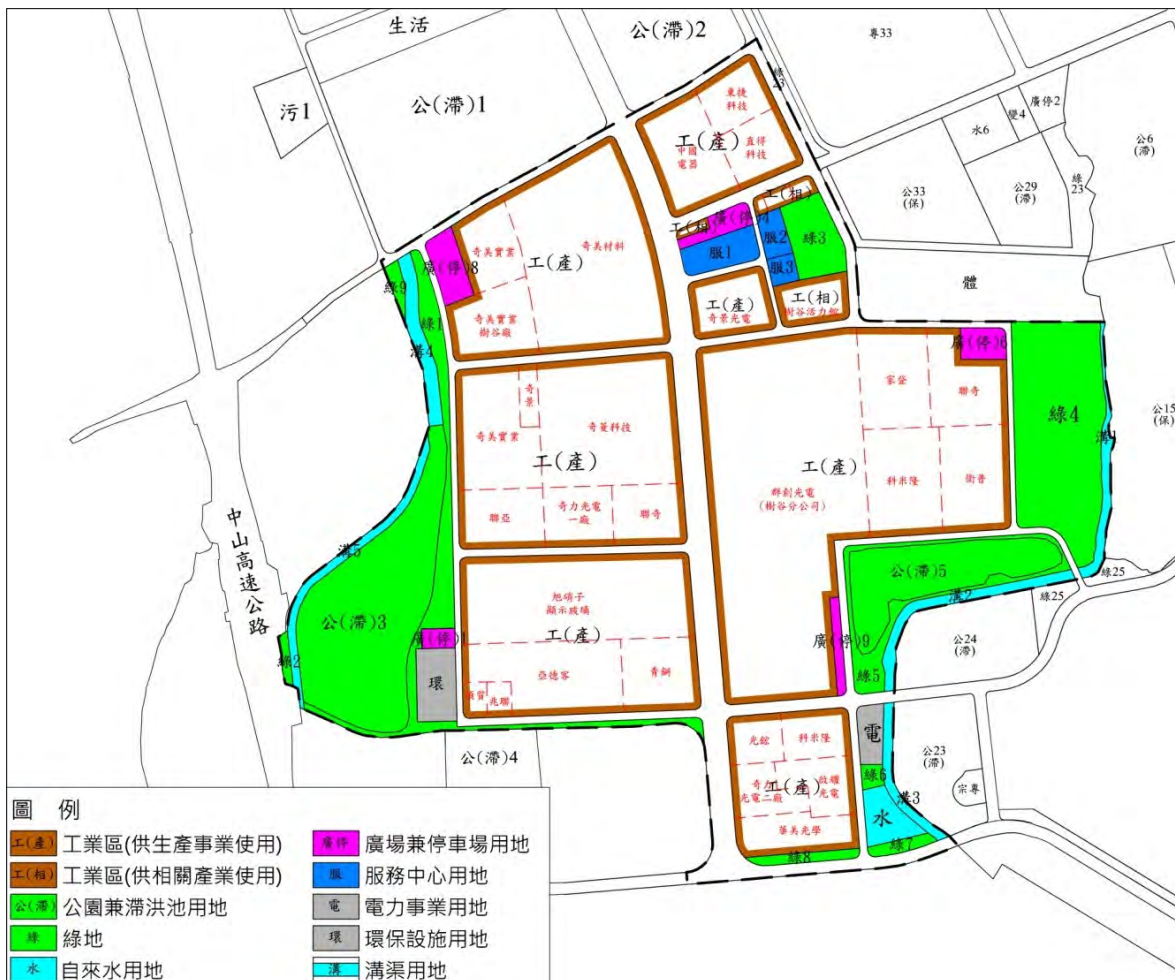 生活
公(滯)2
專33
污1
公(滯)1
綠23
東捷
科技
工(產)
中國
電器
直得
科技
水6
變4
廣停2
公6
(滯)
公33
(保)
公29
(滯)
綠
23
工(相)
廣(停)
工(相)
服2
綠3
服1
服3
體
廣(停)8
奇美實業
奇美材料
工(產)
奇美實業
樹谷廠
綠9
綠1
溝4
工(產)
奇景光電
工(相)
樹谷活力館
廣(停)6
家登
聯奇
綠4
公15
(保)
溝1
奇景
奇美實業
奇菱科技
工(產)
工(產)
群創光電
(樹谷分公司)
科米隆
衛普
聯亞
奇力光電
一廠
聯奇
中山高速公路
溝5
公(滯)3
綠2
廣(停)1
環
旭硝子
顯示玻璃
工(產)
亞德客
青鋼
兆聯
公(滯)5
溝2
綠25
綠25
公24
(滯)
廣(停)9
綠5
公(滯)4
光鋐
科米隆
工(產)
奇力
光電二廠
啟耀
光電
華美光學
電
綠6
溝3
水
綠7
綠8
公23
(滯)
宗專
圖 例
工(產) 工業區(供生產事業使用)
工(相) 工業區(供相關產業使用)
公(滯) 公園兼滯洪池用地
綠 綠地
水 自來水用地
廣停 廣場兼停車場用地
服 服務中心用地
電 電力事業用地
環 環保設施用地
溝 溝渠用地